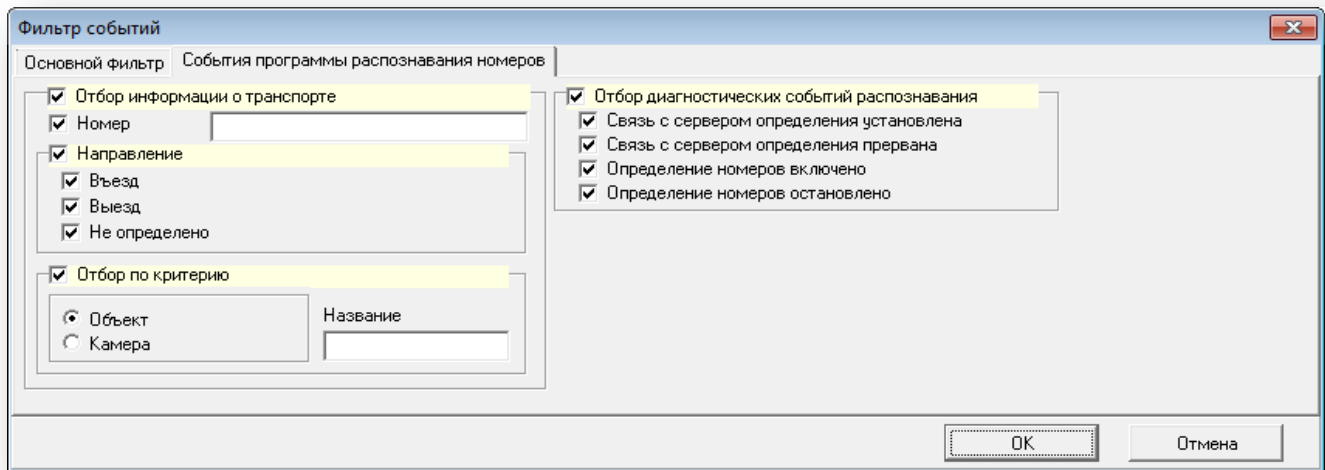 Фильтр событий
Основной фильтр
События программы распознавания номеров
Отбор информации о транспорте
Номер
Направление
Въезд
Выезд
Не определено
Отбор по критерию
Объект
Камера
Название
Отбор диагностических событий распознавания
Связь с сервером определения установлена
Связь с сервером определения прервана
Определение номеров включено
Определение номеров остановлено
OK
Отмена